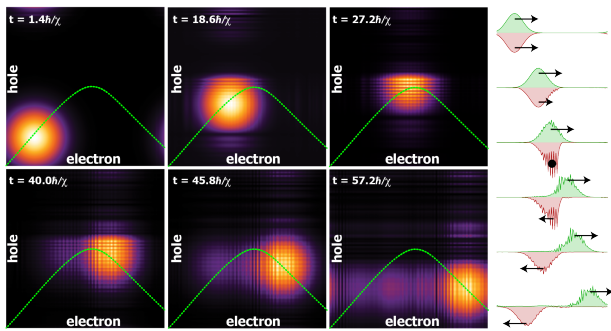 t = 1.4ħ/χ
hole
electron
t = 18.6ħ/χ
hole
electron
t = 27.2ħ/χ
hole
electron
t = 40.0ħ/χ
hole
electron
t = 45.8ħ/χ
hole
electron
t = 57.2ħ/χ
hole
electron